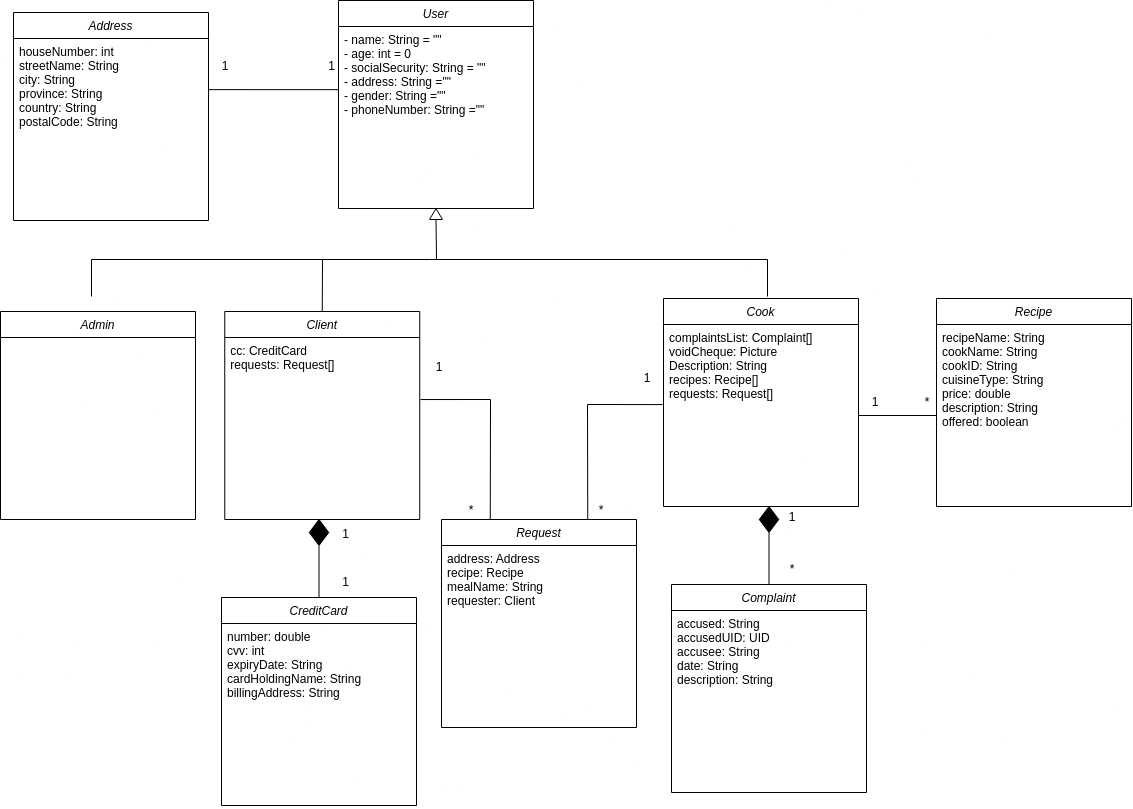 Address
houseNumber: int
streetName: String
city: String
province: String
country: String
postalCode: String
1
1
User
- name: String = ""
- age: int = 0
- socialSecurity: String = ""
- address: String =""
- gender: String =""
- phoneNumber: String =""
Admin
Client
cc: CreditCard
requests: Request[]
1
*
1
1
CreditCard
number: double
cvv: int
expiryDate: String
cardHoldingName: String
billingAddress: String
1
*
Request
address: Address
recipe: Recipe
mealName: String
requester: Client
Cook
complaintsList: Complaint[]
voidCheque: Picture
Description: String
recipes: Recipe[]
requests: Request[]
1
*
Recipe
recipeName: String
cookName: String
cookID: String
cuisineType: String
price: double
description: String
offered: boolean
1
*
Complaint
accused: String
accusedUID: UID
accusee: String
date: String
description: String